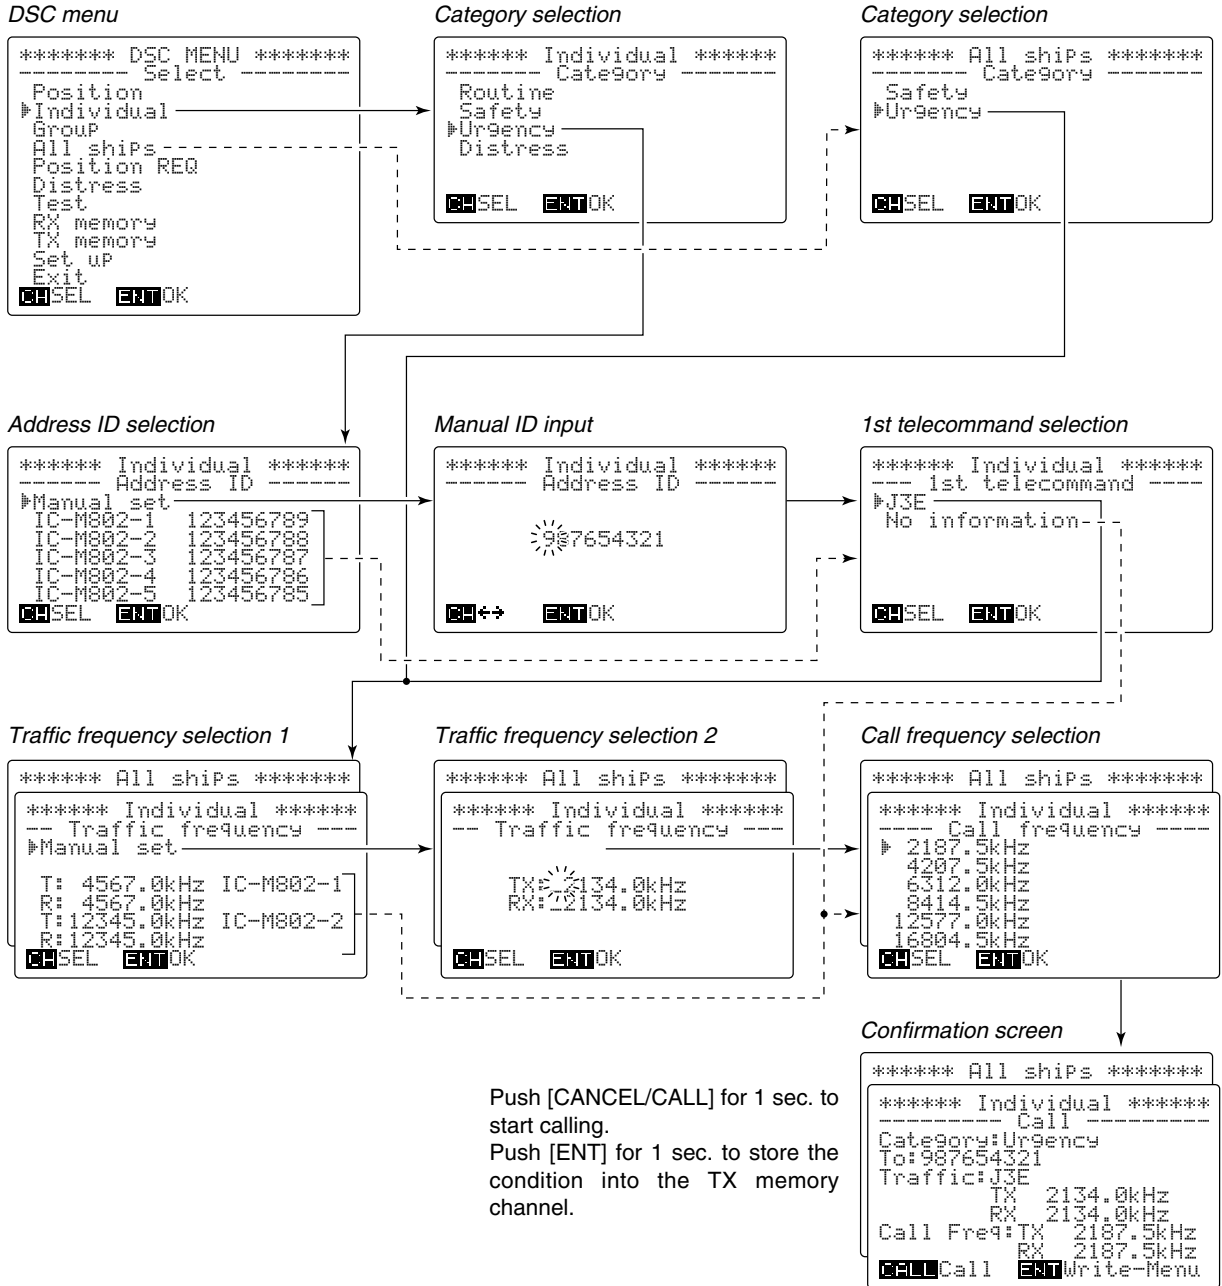 DSC menu
******* DSC MENU *******
-------- Select --------
Position
Individual
Group
All ships
Position REQ
Distress
Test
RX memory
TX memory
Set up
Exit
CH SEL ENT OK
Category selection
****** Individual ******
------- Category -------
Routine
Safety
Urgency
Distress
CH SEL ENT OK
Category selection
****** All ships *******
------- Category -------
Safety
Urgency
CH SEL ENT OK
Address ID selection
****** Individual ******
------ Address ID ------
Manual set
IC-M802-1 123456789
IC-M802-2 123456788
IC-M802-3 123456787
IC-M802-4 123456786
IC-M802-5 123456785
CH SEL ENT OK
Manual ID input
****** Individual ******
------ Address ID ------
987654321
CH ←→ ENT OK
1st telecommand selection
****** Individual ******
--- 1st telecommand ----
J3E
No information
CH SEL ENT OK
Traffic frequency selection 1
****** All ships *******
****** Individual ******
-- Traffic frequency ---
Manual set
T: 4567.0kHz IC-M802-1
R: 4567.0kHz
T:12345.0kHz IC-M802-2
R:12345.0kHz
CH SEL ENT OK
Traffic frequency selection 2
****** All ships *******
****** Individual ******
-- Traffic frequency ---
TX:_2134.0kHz
RX:_2134.0kHz
CH SEL ENT OK
Call frequency selection
****** All ships *******
****** Individual ******
---- Call frequency ----
2187.5kHz
4207.5kHz
6312.0kHz
8414.5kHz
12577.0kHz
16804.5kHz
CH SEL ENT OK
Push [CANCEL/CALL] for 1 sec. to
start calling.
Push [ENT] for 1 sec. to store the
condition into the TX memory
channel.
Confirmation screen
****** All ships *******
****** Individual ******
--------- Call ---------
Category:Urgency
To:987654321
Traffic:J3E
TX 2134.0kHz
RX 2134.0kHz
Call Freq:TX 2187.5kHz
RX 2187.5kHz
CALL Call ENT Write-Menu